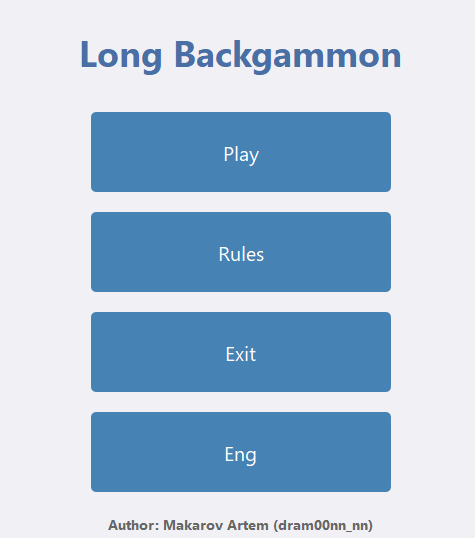 Long Backgammon
Play
Rules
Exit
Eng
Author: Makarov Artem (dram00nn_nn)